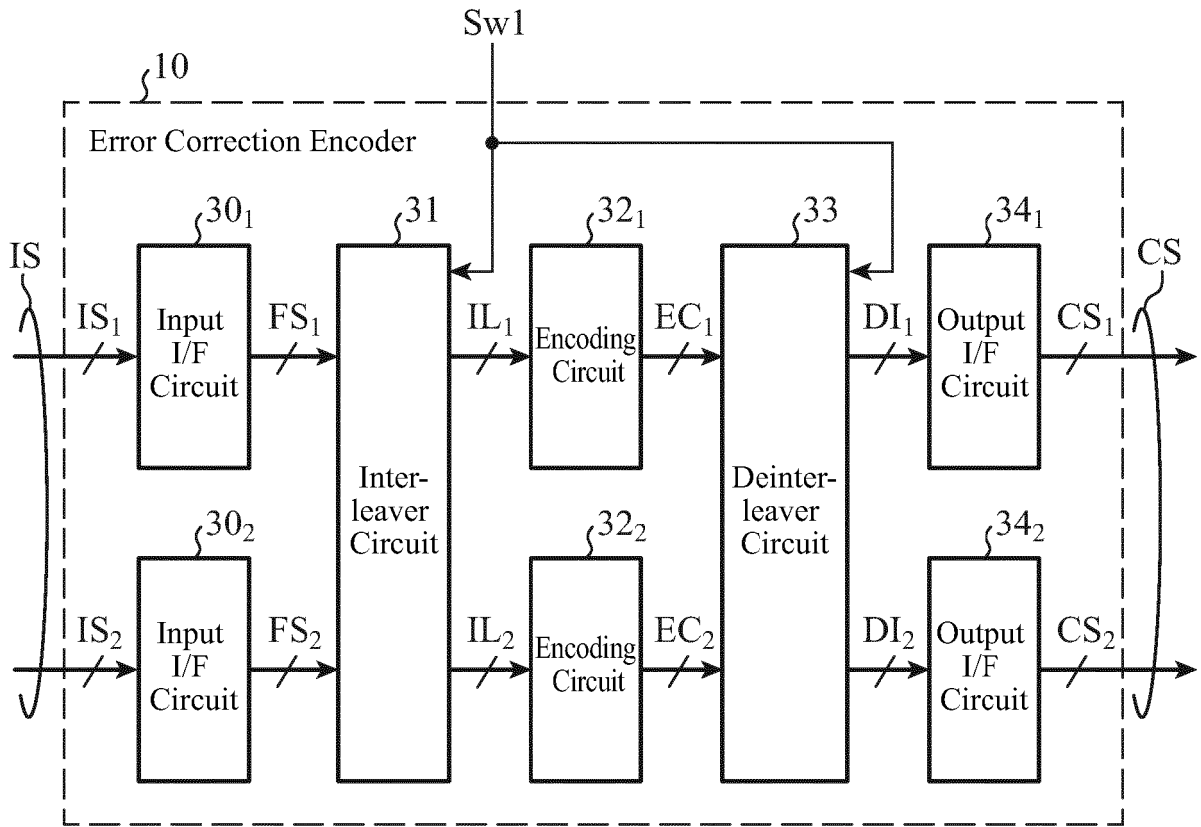 Sw1
10
Error Correction Encoder
30₁
31
32₁
33
34₁
IS
CS
IS₁
Input
I/F
Circuit
FS₁
IL₁
Encoding
Circuit
EC₁
DI₁
Output
I/F
Circuit
CS₁
Inter-
leaver
Circuit
Deinter-
leaver
Circuit
30₂
32₂
34₂
IS₂
Input
I/F
Circuit
FS₂
IL₂
Encoding
Circuit
EC₂
DI₂
Output
I/F
Circuit
CS₂